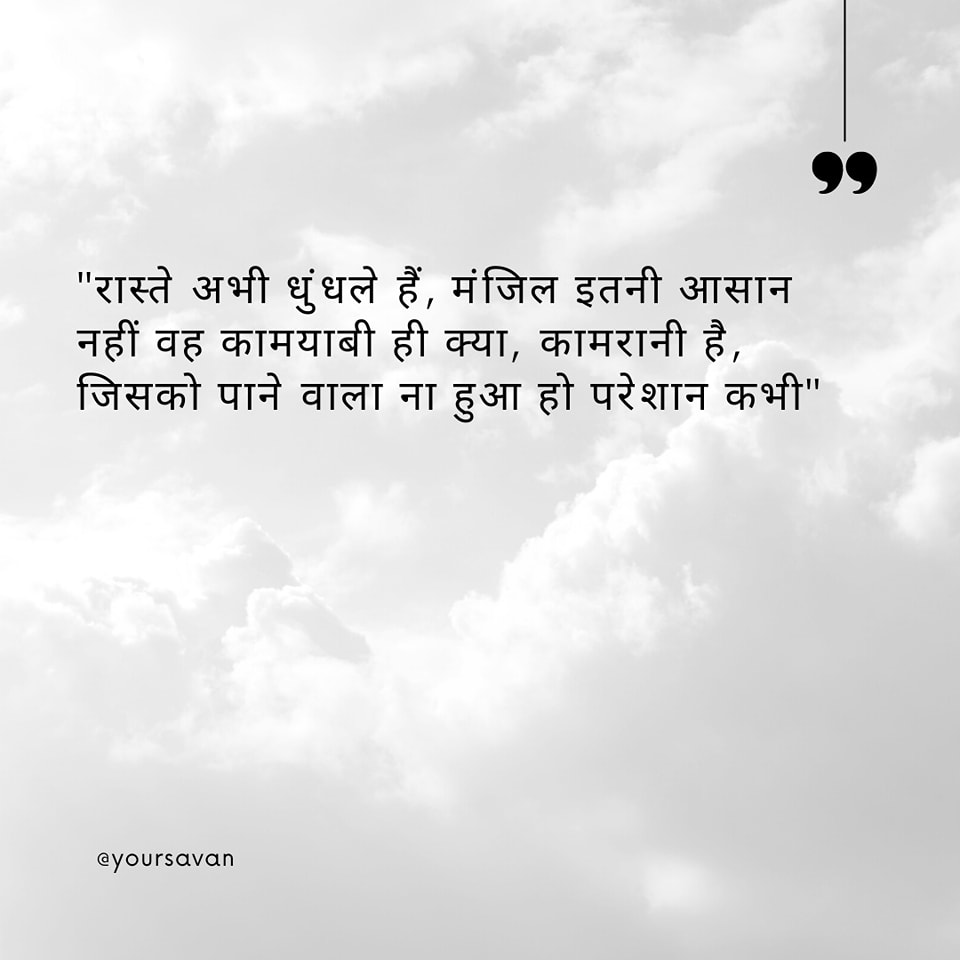 "रास्ते अभी धुंधले हैं, मंजिल इतनी आसान
नहीं वह कामयाबी ही क्या, कामरानी है,
जिसको पाने वाला ना हुआ हो परेशान कभी"
@yoursavan